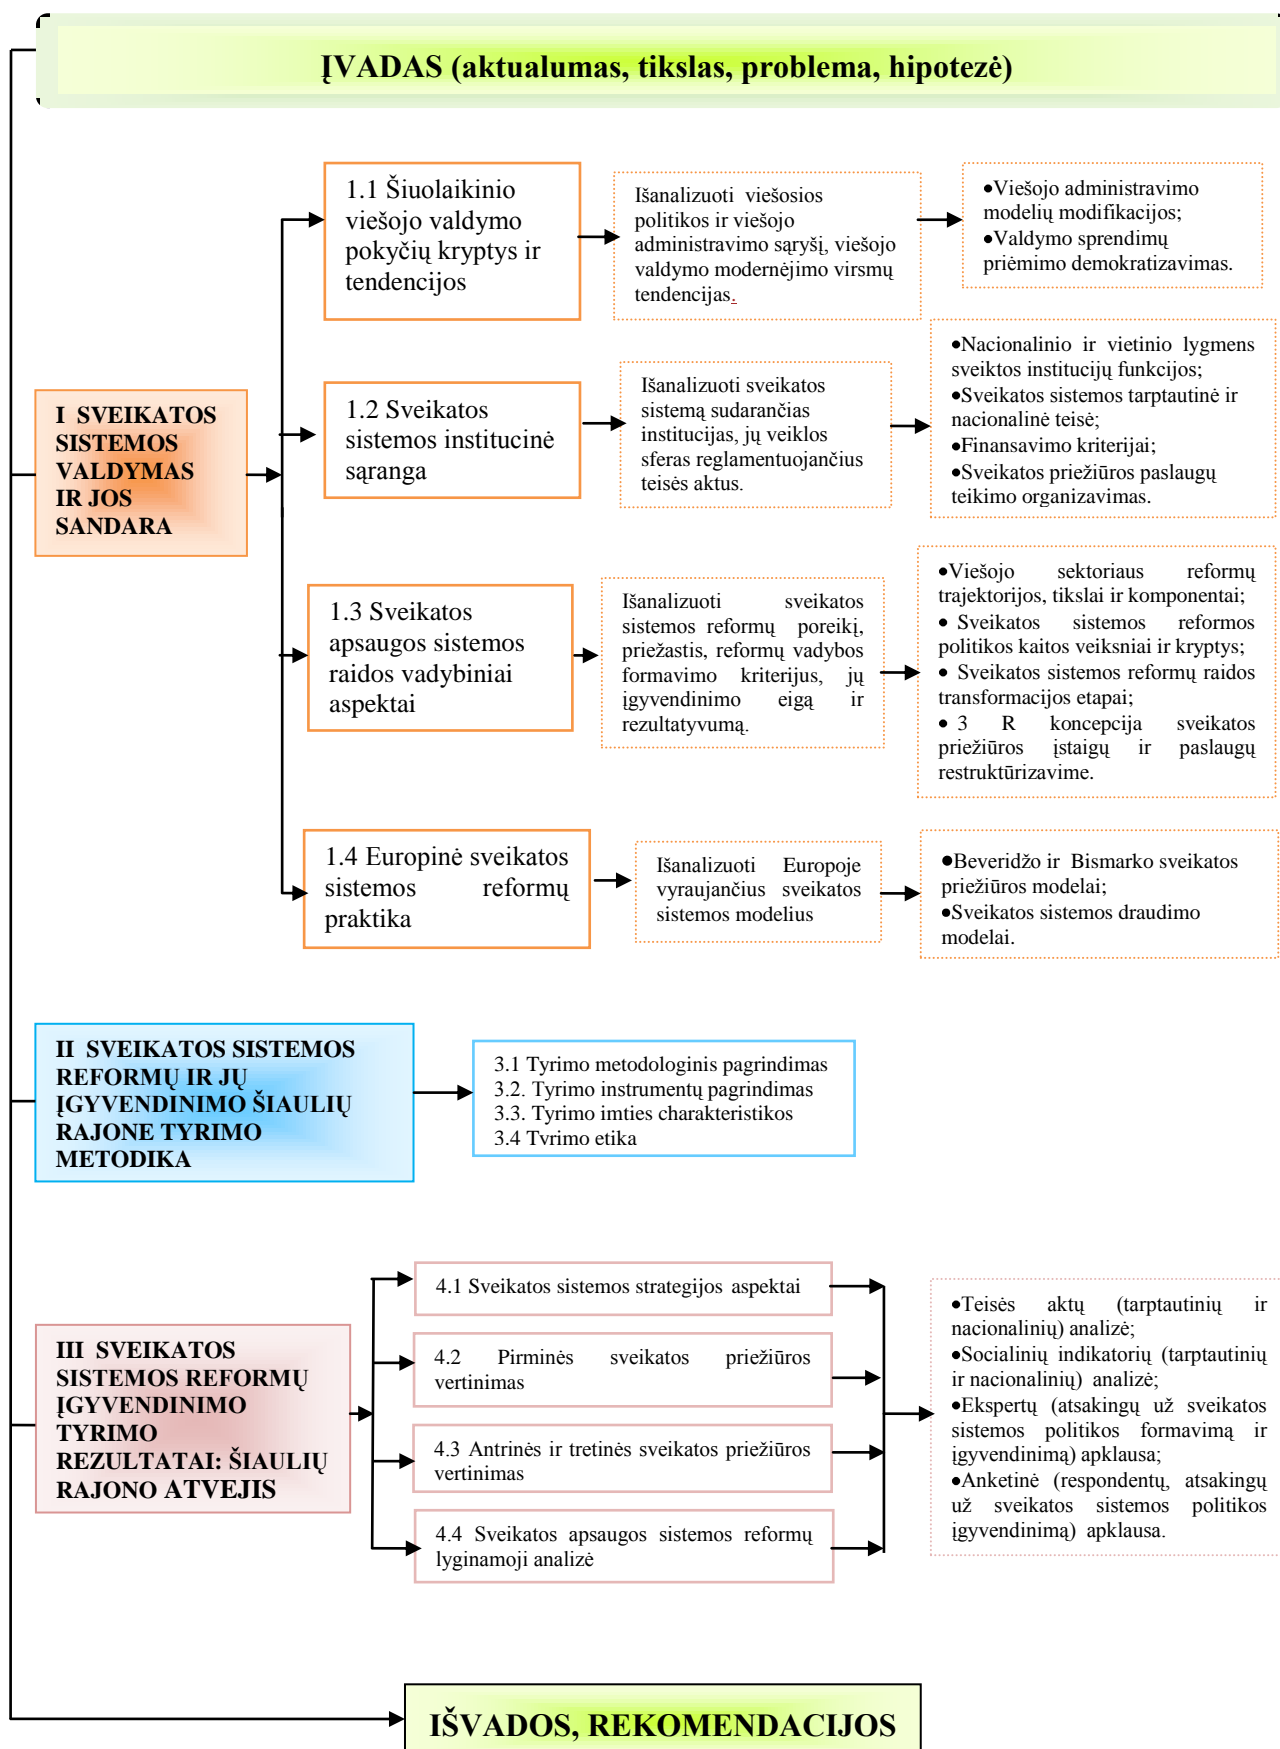 ĮVADAS (aktualumas, tikslas, problema, hipotezė)
1.1 Šiuolaikinio
viešojo valdymo
pokyčių kryptys ir
tendencijos
Išanalizuoti viešosios
politikos ir viešojo
administravimo sąryšį, viešojo
valdymo modernėjimo virsmų
tendencijas.
•Viešojo administravimo
modelių modifikacijos;
•Valdymo sprendimų
priėmimo demokratizavimas.
I SVEIKATOS
SISTEMOS
VALDYMAS
IR JOS
SANDARA
1.2 Sveikatos
sistemos institucinė
sąranga
Išanalizuoti sveikatos
sistemą sudarančias
institucijas, jų veiklos
sferas reglamentuojančius
teisės aktus.
•Nacionalinio ir vietinio lygmens
sveiktos institucijų funkcijos;
•Sveikatos sistemos tarptautinė ir
nacionalinė teisė;
•Finansavimo kriterijai;
•Sveikatos priežiūros paslaugų
teikimo organizavimas.
1.3 Sveikatos
apsaugos sistemos
raidos vadybiniai
aspektai
Išanalizuoti sveikatos
sistemos reformų poreikį,
priežastis, reformų vadybos
formavimo kriterijus, jų
įgyvendinimo eigą ir
rezultatyvumą.
•Viešojo sektoriaus reformų
trajektorijos, tikslai ir komponentai;
• Sveikatos sistemos reformos
politikos kaitos veiksniai ir kryptys;
• Sveikatos sistemos reformų raidos
transformacijos etapai;
• 3 R koncepcija sveikatos
priežiūros įstaigų ir paslaugų
restruktūrizavime.
1.4 Europinė sveikatos
sistemos reformų
praktika
Išanalizuoti Europoje
vyraujančius sveikatos
sistemos modelius
•Beveridžo ir Bismarko sveikatos
priežiūros modelai;
•Sveikatos sistemos draudimo
modelai.
II SVEIKATOS SISTEMOS
REFORMŲ IR JŲ
ĮGYVENDINIMO ŠIAULIŲ
RAJONE TYRIMO
METODIKA
3.1 Tyrimo metodologinis pagrindimas
3.2. Tyrimo instrumentų pagrindimas
3.3. Tyrimo imties charakteristikos
3.4 Tyrimo etika
III SVEIKATOS
SISTEMOS REFORMŲ
ĮGYVENDINIMO
TYRIMO
REZULTATAI: ŠIAULIŲ
RAJONO ATVEJIS
4.1 Sveikatos sistemos strategijos aspektai
4.2 Pirminės sveikatos priežiūros
vertinimas
4.3 Antrinės ir tretinės sveikatos priežiūros
vertinimas
4.4 Sveikatos apsaugos sistemos reformų
lyginamoji analizė
•Teisės aktų (tarptautinių ir
nacionalinių) analizė;
•Socialinių indikatorių (tarptautinių
ir nacionalinių) analizė;
•Ekspertų (atsakingų už sveikatos
sistemos politikos formavimą ir
įgyvendinimą) apklausa;
•Anketinė (respondentų, atsakingų
už sveikatos sistemos politikos
įgyvendinimą) apklausa.
IŠVADOS, REKOMENDACIJOS